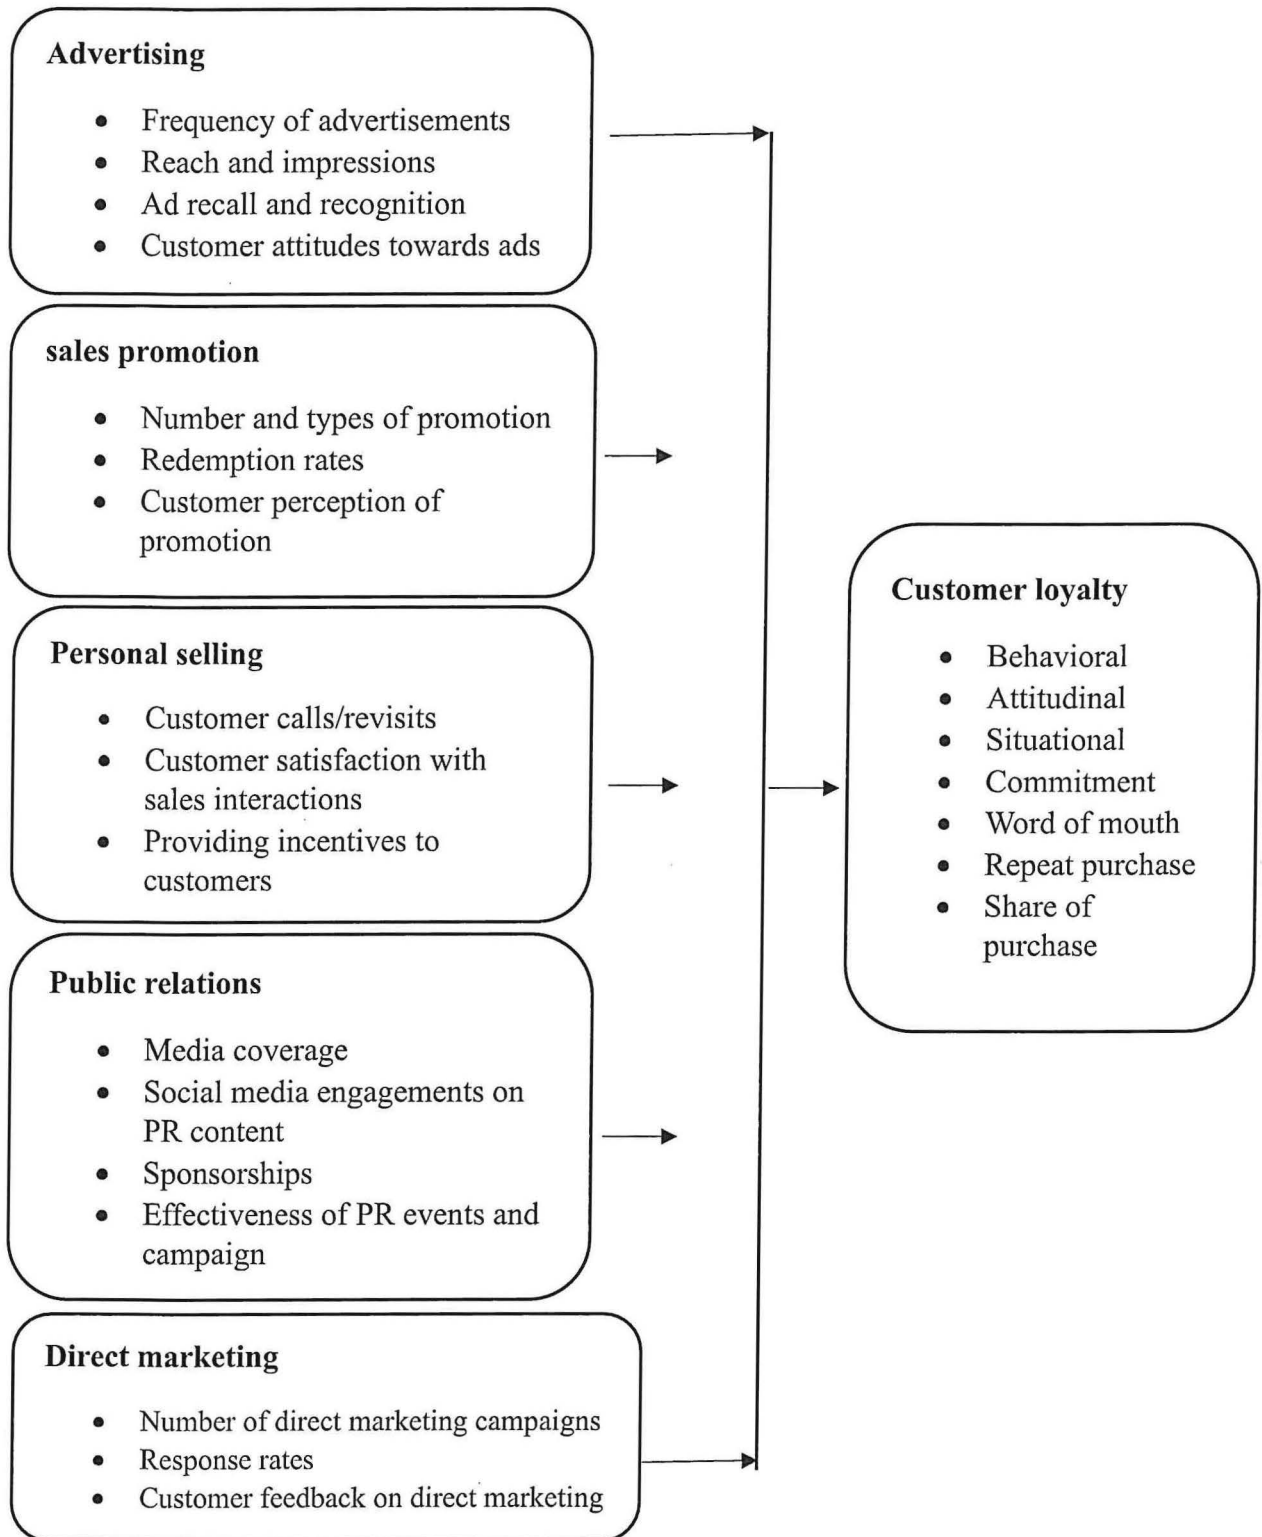 Advertising
• Frequency of advertisements
• Reach and impressions
• Ad recall and recognition
• Customer attitudes towards ads
sales promotion
• Number and types of promotion
• Redemption rates
• Customer perception of
promotion
Personal selling
• Customer calls/revisits
• Customer satisfaction with
sales interactions
• Providing incentives to
customers
Public relations
• Media coverage
• Social media engagements on
PR content
• Sponsorships
• Effectiveness of PR events and
campaign
Direct marketing
• Number of direct marketing campaigns
• Response rates
• Customer feedback on direct marketing
Customer loyalty
• Behavioral
• Attitudinal
• Situational
• Commitment
• Word of mouth
• Repeat purchase
• Share of
purchase